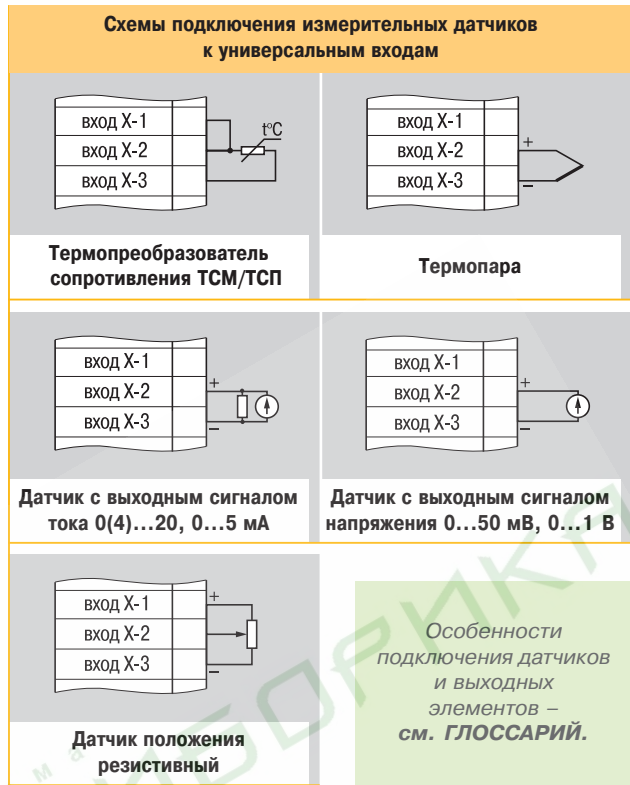 Схемы подключения измерительных датчиков
к универсальным входам
вход X-1
вход X-2
вход X-3
t°C
Термопреобразователь
сопротивления ТСМ/ТСП
вход X-1
вход X-2
вход X-3
+
–
Термопара
вход X-1
вход X-2
вход X-3
+
–
Датчик с выходным сигналом
тока 0(4)...20, 0...5 мА
вход X-1
вход X-2
вход X-3
+
–
Датчик с выходным сигналом
напряжения 0...50 мВ, 0...1 В
вход X-1
вход X-2
вход X-3
+
–
Датчик положения
резистивный
Особенности
подключения датчиков
и выходных
элементов –
см. ГЛОССАРИЙ.